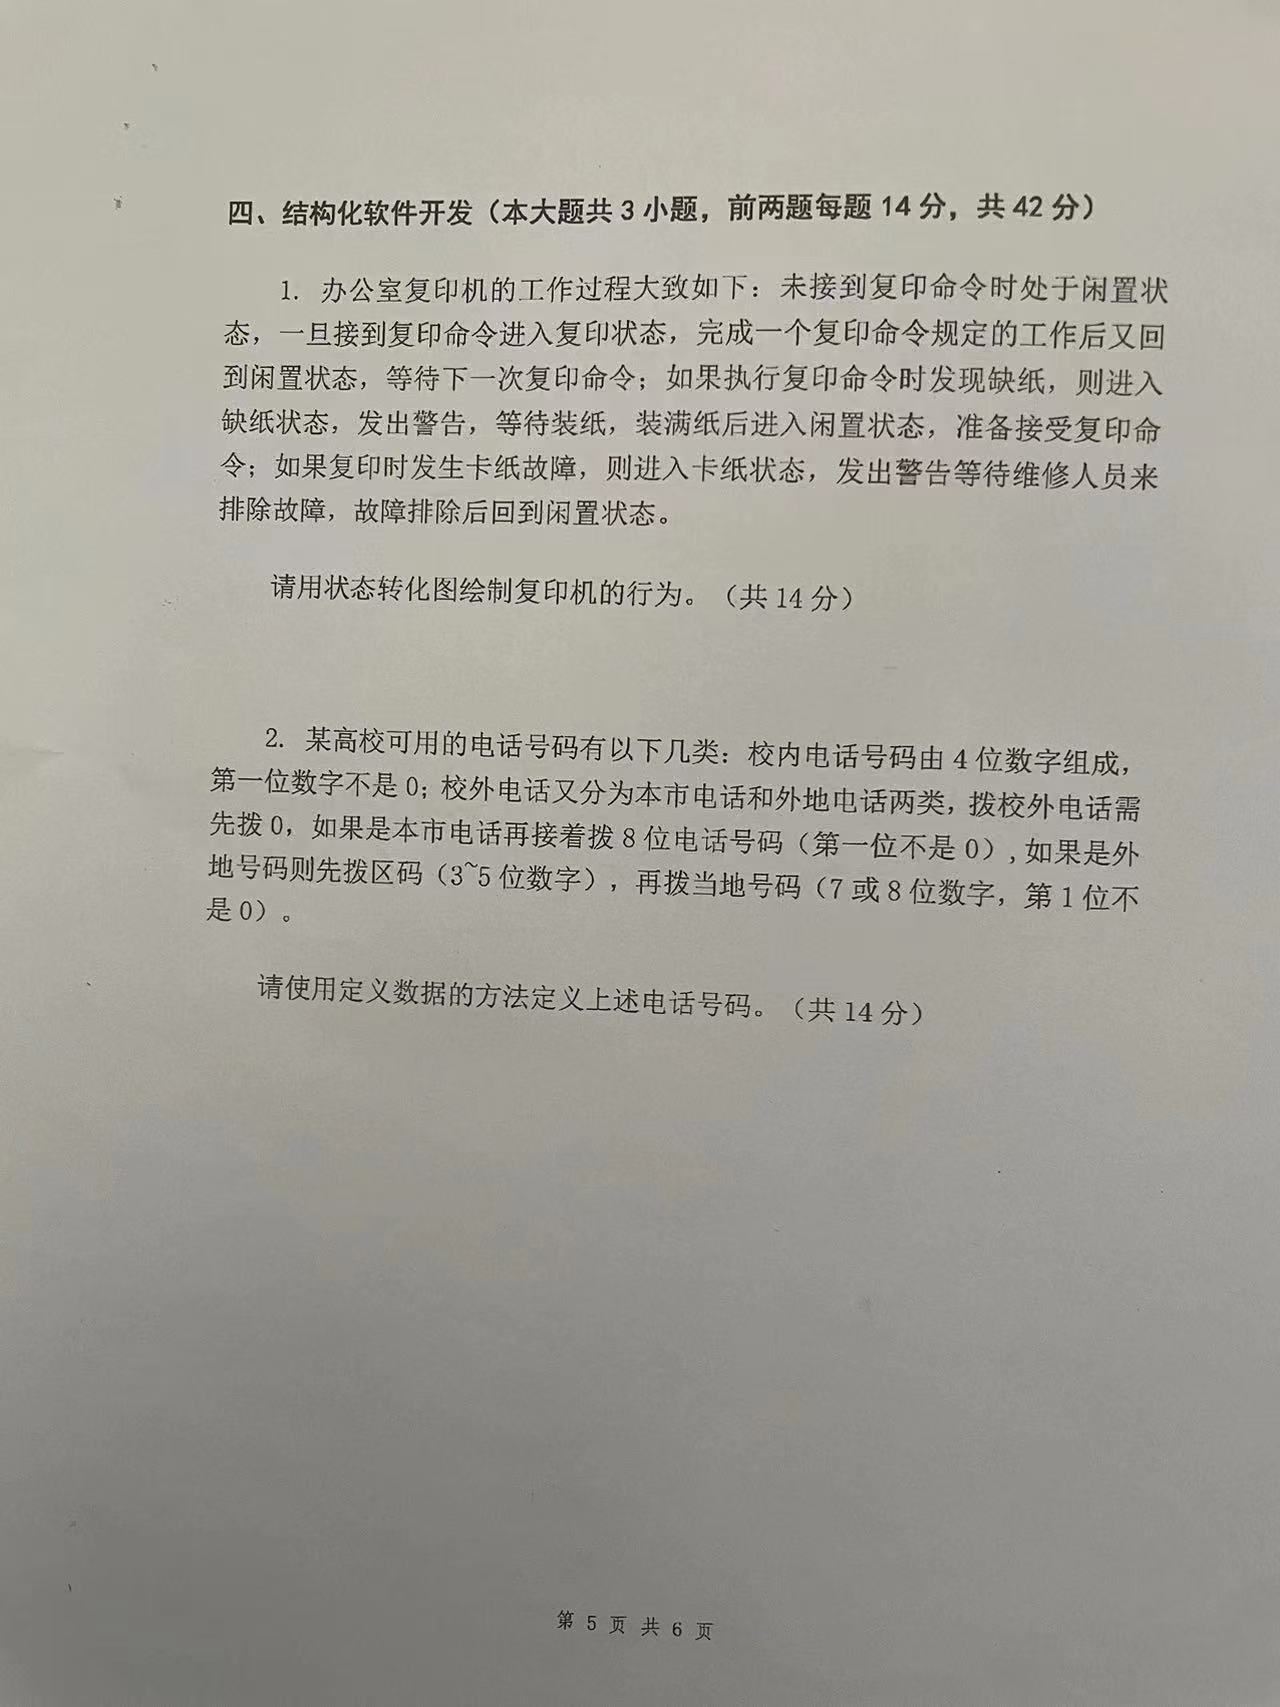 四、结构化软件开发（本大题共 3 小题，前两题每题 14 分，共 42 分）
1. 办公室复印机的工作过程大致如下：未接到复印命令时处于闲置状
态，一旦接到复印命令进入复印状态，完成一个复印命令规定的工作后又回
到闲置状态，等待下一次复印命令；如果执行复印命令时发现缺纸，则进入
缺纸状态，发出警告，等待装纸，装满纸后进入闲置状态，准备接受复印命
令；如果复印时发生卡纸故障，则进入卡纸状态，发出警告等待维修人员来
排除故障，故障排除后回到闲置状态。
请用状态转化图绘制复印机的行为。（共 14 分）
2. 某高校可用的电话号码有以下几类：校内电话号码由 4 位数字组成，
第一位数字不是 0；校外电话又分为本市电话和外地电话两类，拨校外电话需
先拨 0，如果是本市电话再接着拨 8 位电话号码（第一位不是 0）, 如果是外
地号码则先拨区码（3~5 位数字），再拨当地号码（7 或 8 位数字，第 1 位不
是 0）。
请使用定义数据的方法定义上述电话号码。（共 14 分）
第 5 页 共 6 页